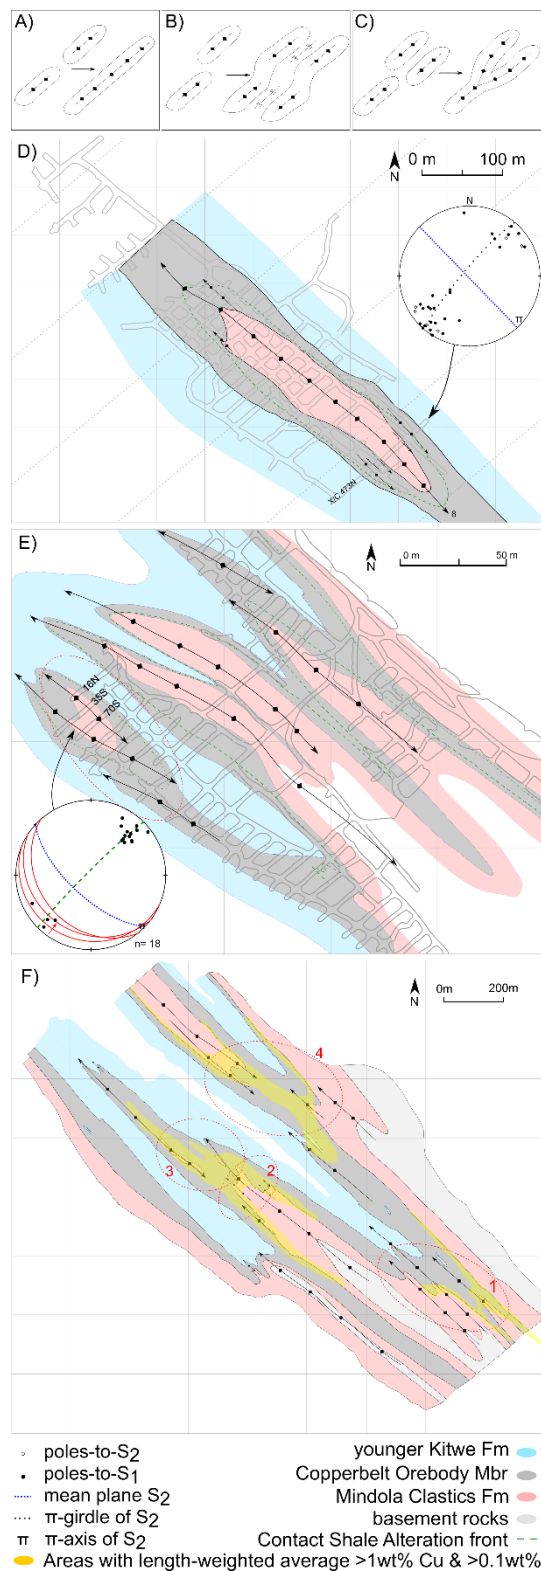 A)
B)
C)
D)
0 m 100 m
N
N
π
X/C 473N
8
E)
N
0 m 50 m
16N
35S
70S
n= 18
F)
N
0m 200m
4
3
2
1
poles-to-S2
poles-to-S1
mean plane S2
π-girdle of S2
π π-axis of S2
younger Kitwe Fm
Copperbelt Orebody Mbr
Mindola Clastics Fm
basement rocks
Contact Shale Alteration front
Areas with length-weighted average >1wt% Cu & >0.1wt%